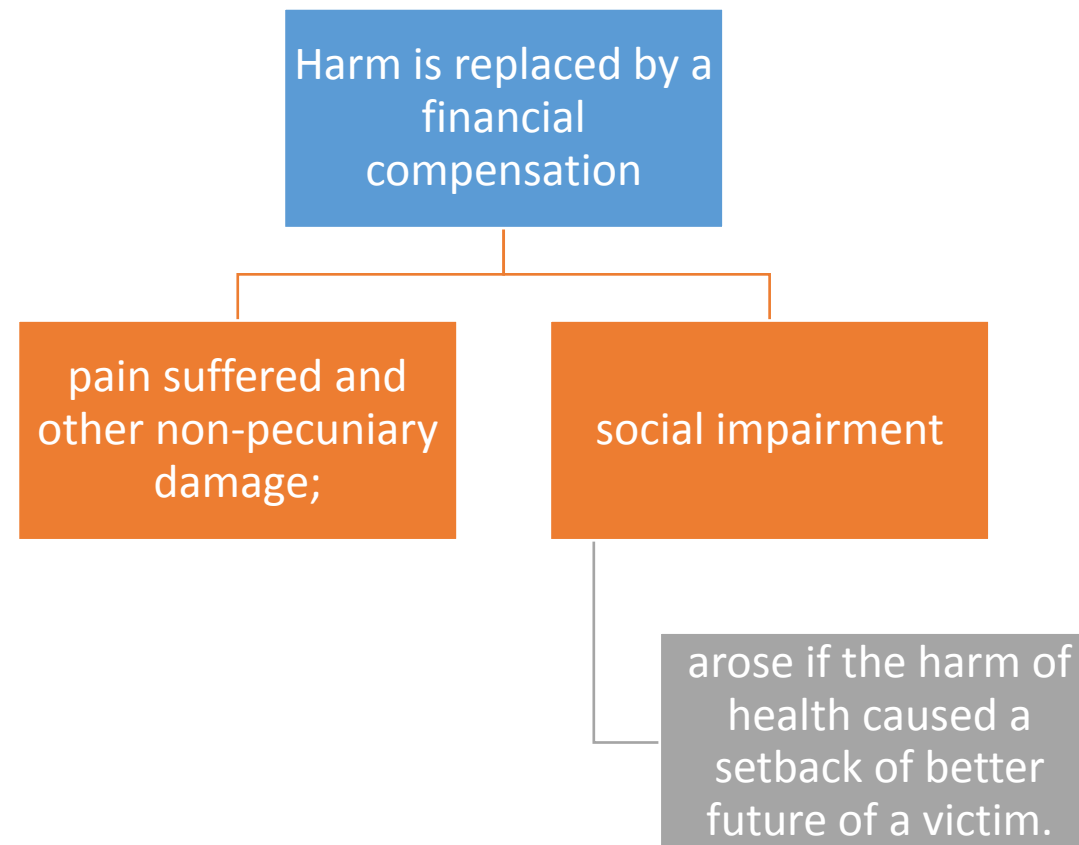 Harm is replaced by a
financial
compensation
pain suffered and
other non-pecuniary
damage;
social impairment
arose if the harm of
health caused a
setback of better
future of a victim.